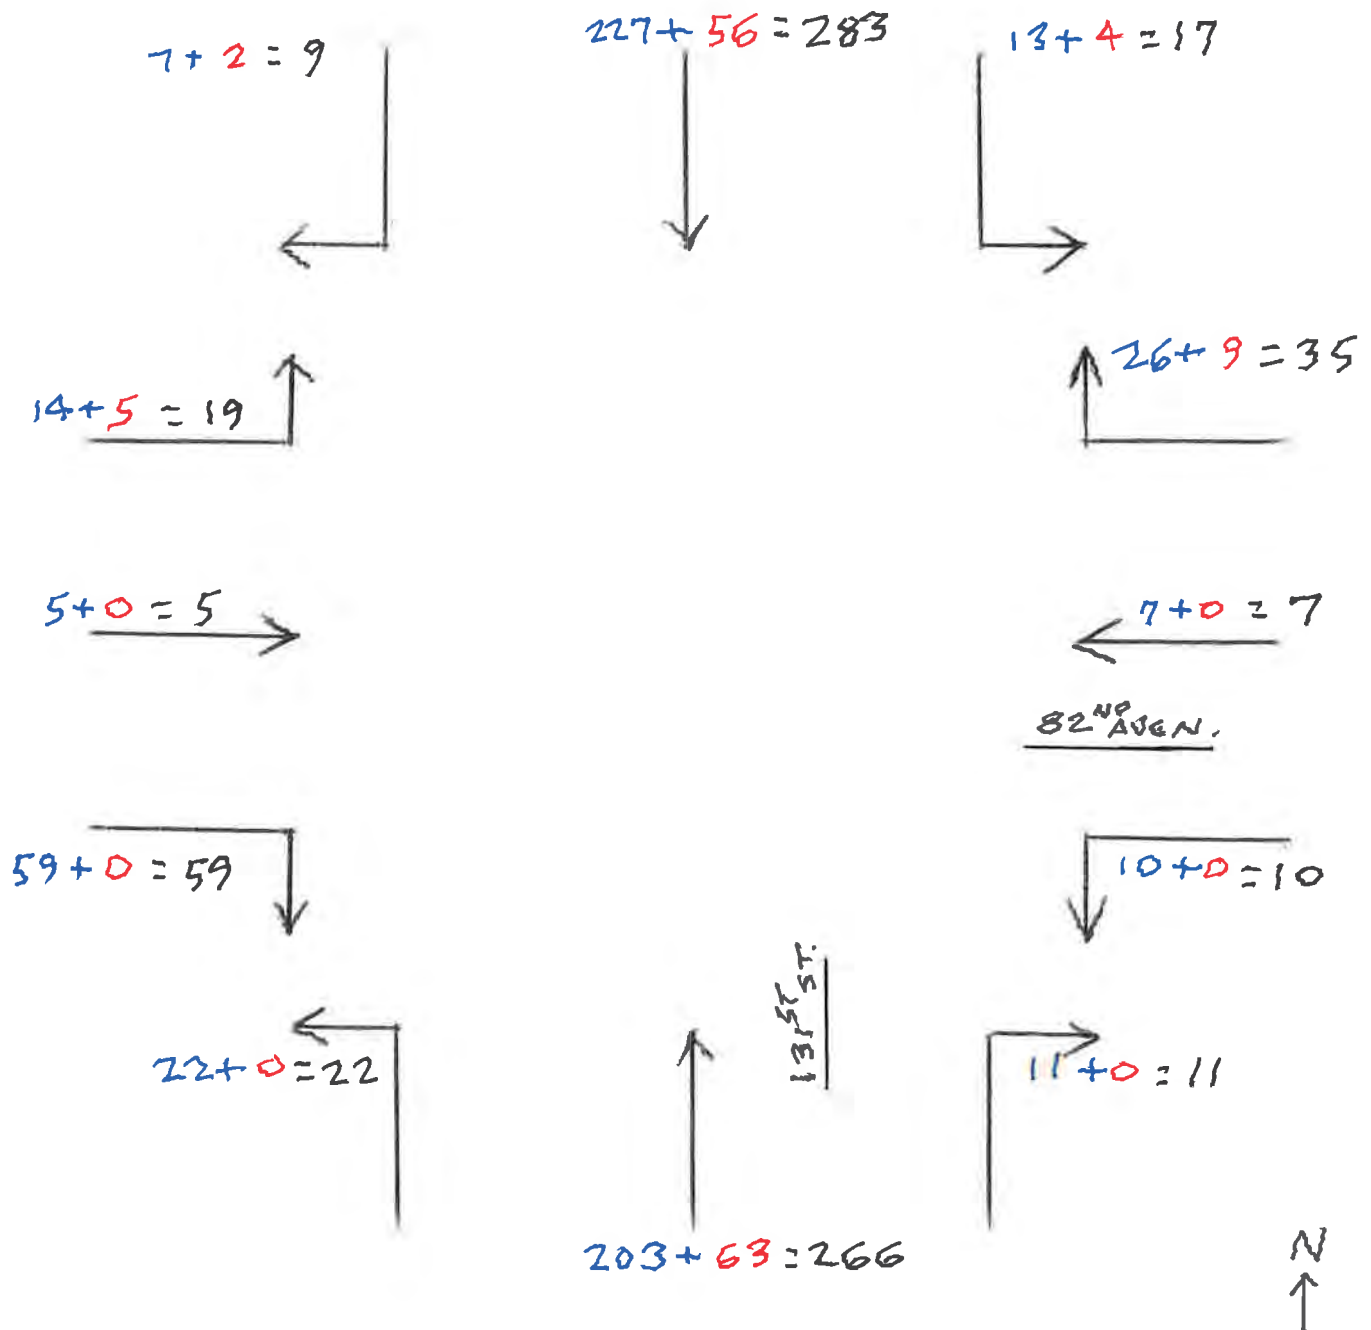 7 + 2 = 9
227 + 56 = 283
13 + 4 = 17
26 + 9 = 35
14 + 5 = 19
5 + 0 = 5
7 + 0 = 7
82ND AVE N.
59 + 0 = 59
10 + 0 = 10
131ST ST.
22 + 0 = 22
11 + 0 = 11
203 + 63 = 266
N